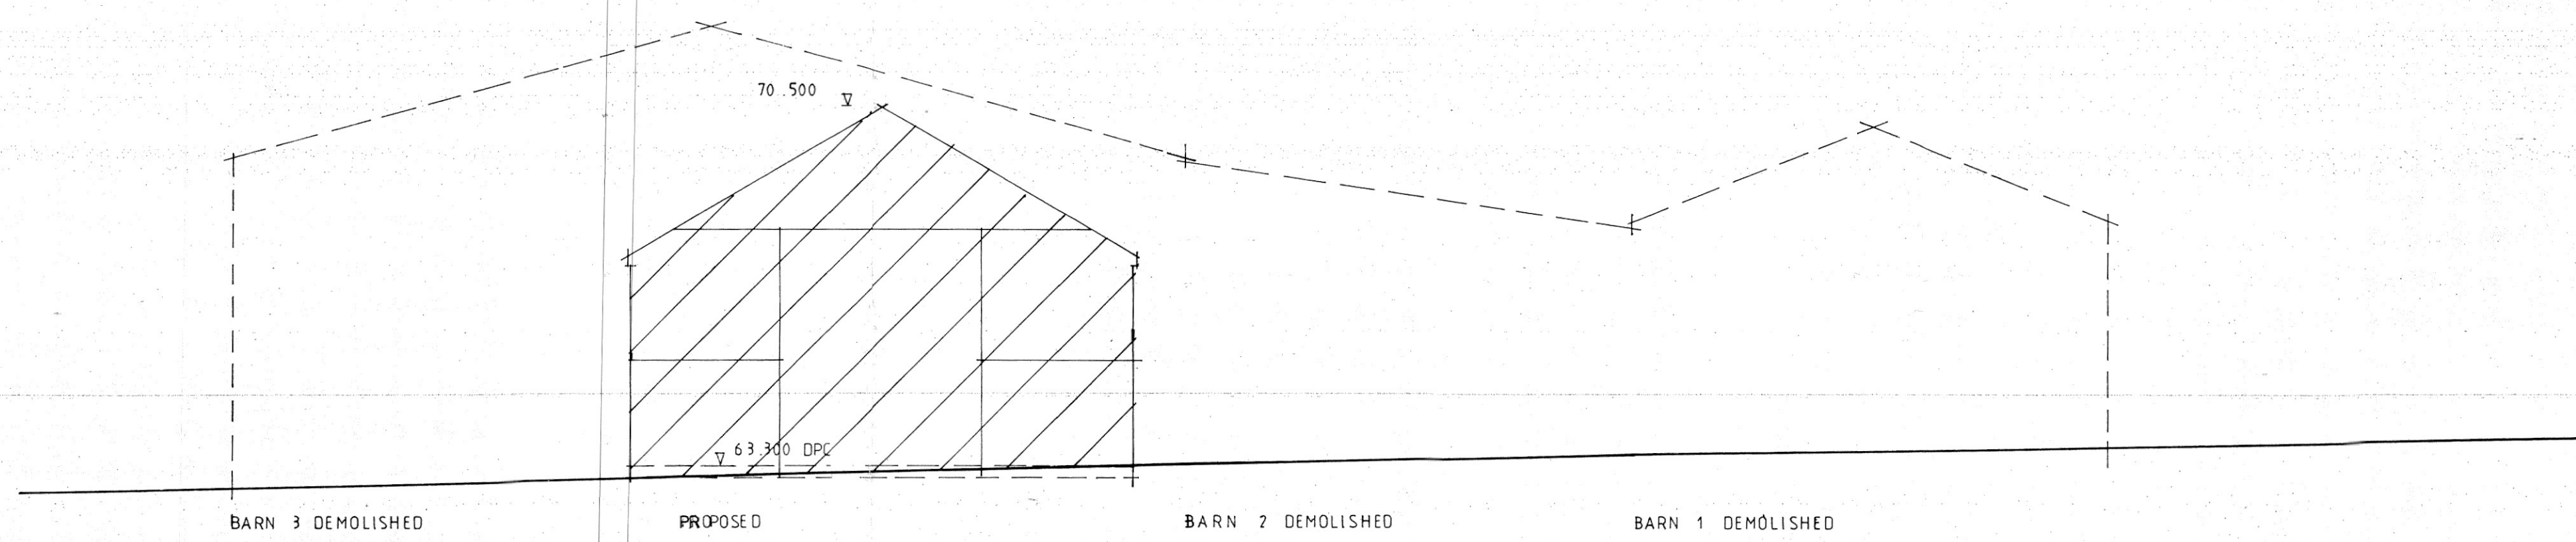 70.500
63.300 DPC
BARN 3 DEMOLISHED
PROPOSED
BARN 2 DEMOLISHED
BARN 1 DEMOLISHED